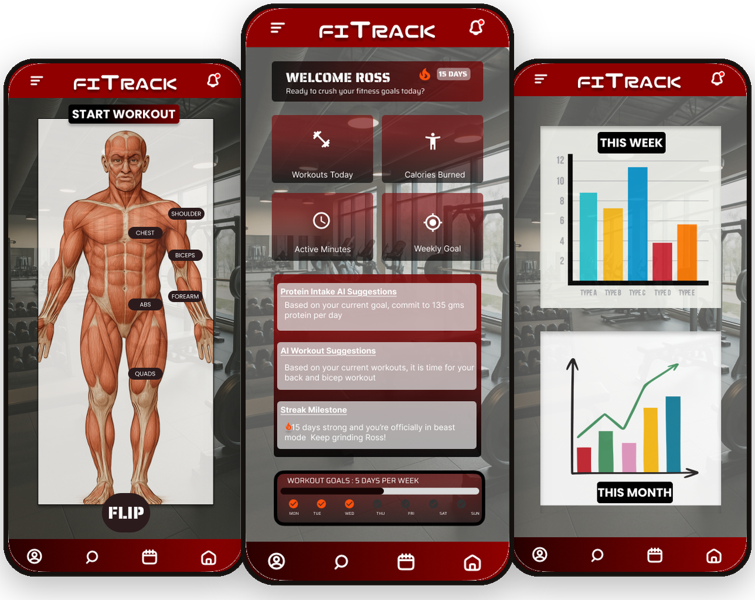 FITRACK
START WORKOUT
SHOULDER
CHEST
BICEPS
FOREARM
ABS
QUADS
FLIP
FITRACK
WELCOME ROSS
15 DAYS
Ready to crush your fitness goals today?
Workouts Today
Calories Burned
Active Minutes
Weekly Goal
Protein Intake AI Suggestions
Based on your current goal, commit to 135 gms
protein per day
AI Workout Suggestions
Based on your current workouts, it is time for your
back and bicep workout
Streak Milestone
15 days strong and you're officially in beast
mode Keep grinding Ross!
WORKOUT GOALS : 5 DAYS PER WEEK
MON TUE WED THU FRI SAT SUN
FITRACK
THIS WEEK
12
10
8
6
4
2
TYPE A TYPE B TYPE C TYPE D TYPE E
THIS MONTH